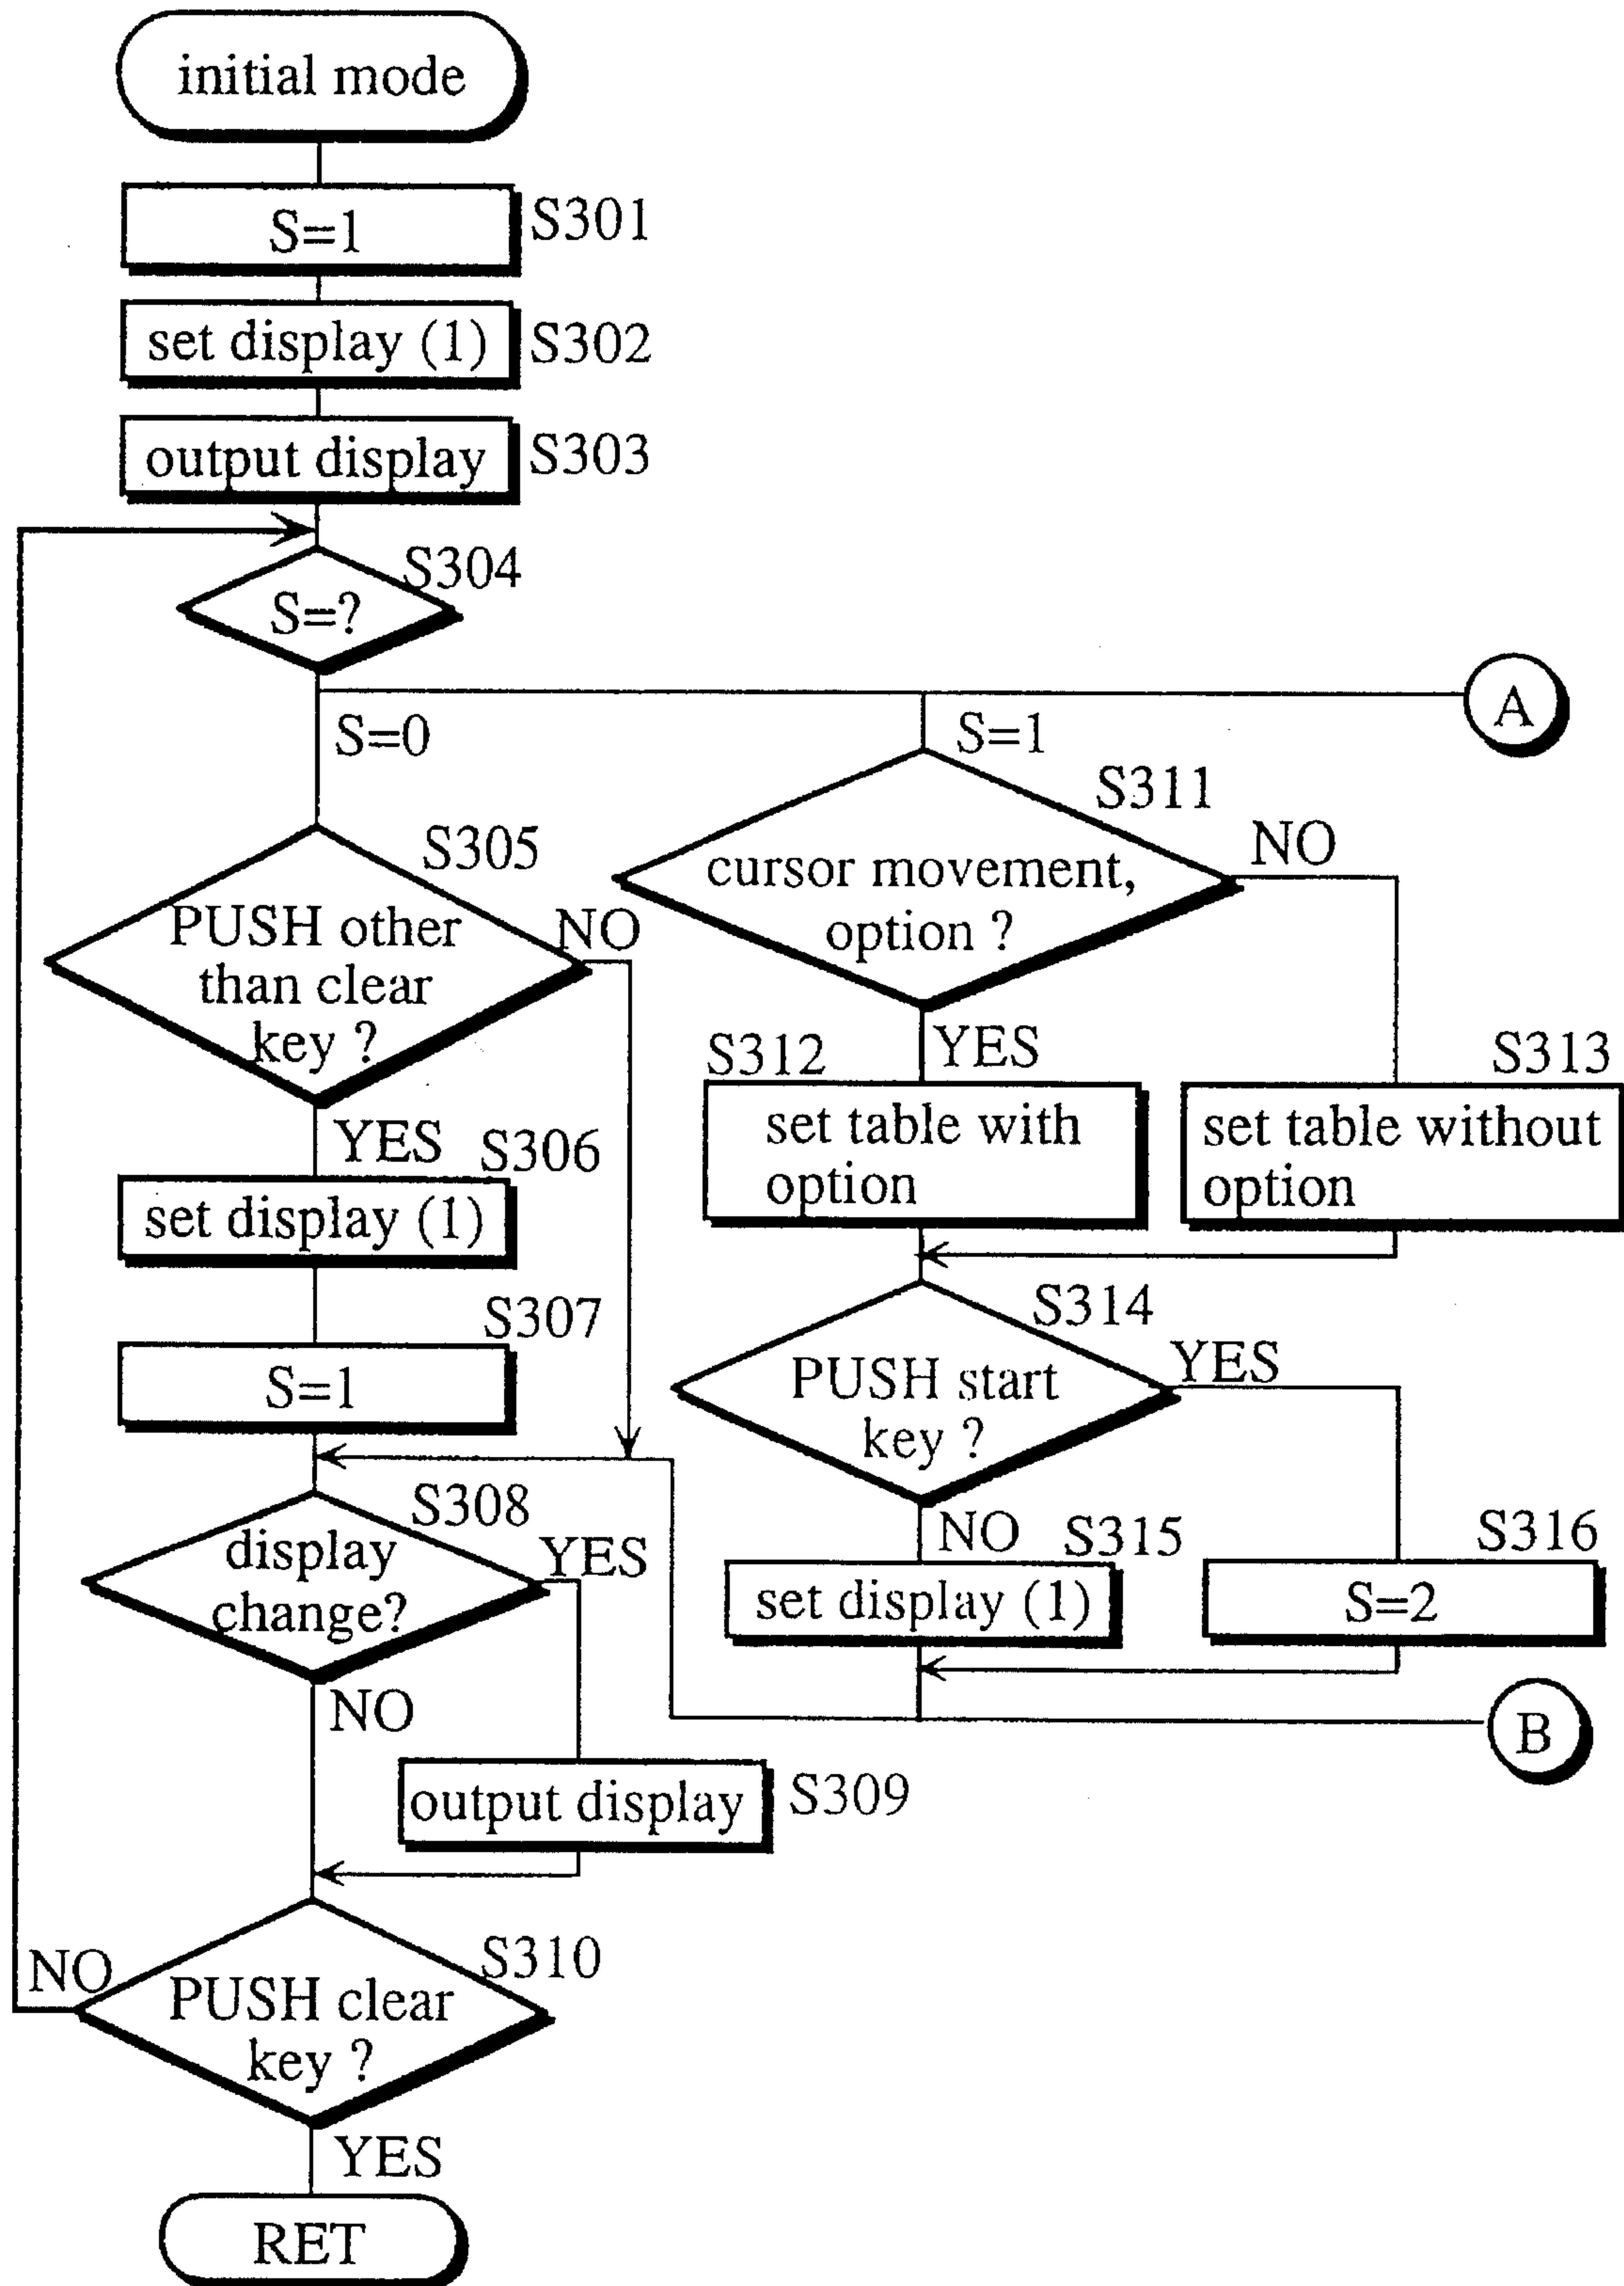 initial mode
S=1
S301
set display (1)
S302
output display
S303
S304
S=?
A
S=0
S=1
S305
PUSH other
than clear
key ?
NO
YES
S306
set display (1)
S307
S=1
S308
display
change?
YES
NO
output display
S309
S310
PUSH clear
key ?
NO
YES
RET
S311
cursor movement,
option ?
NO
YES
S312
set table with
option
S313
set table without
option
S314
PUSH start
key ?
YES
NO
S315
set display (1)
S316
S=2
B